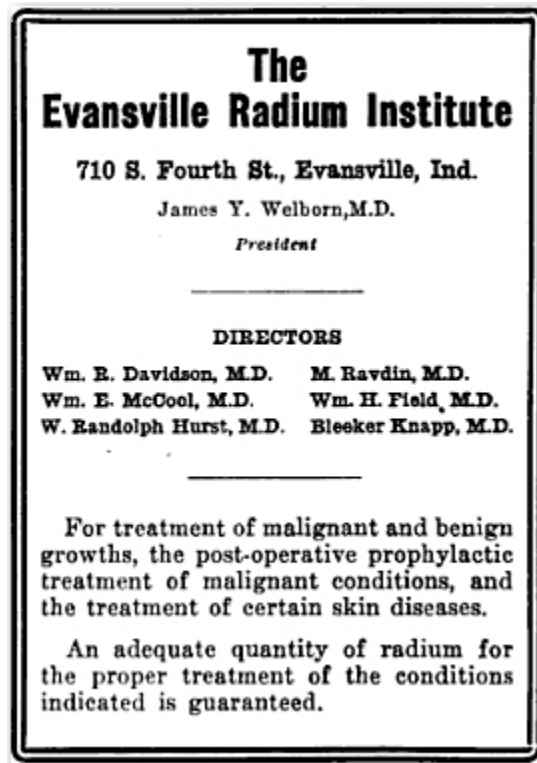 The
Evansville Radium Institute
710 S. Fourth St., Evansville, Ind.
James Y. Welborn, M.D.
President
DIRECTORS
Wm. R. Davidson, M.D. M. Ravdin, M.D.
Wm. E. McCool, M.D. Wm. H. Field, M.D.
W. Randolph Hurst, M.D. Bleeker Knapp, M.D.
For treatment of malignant and benign
growths, the post-operative prophylactic
treatment of malignant conditions, and
the treatment of certain skin diseases.
An adequate quantity of radium for
the proper treatment of the conditions
indicated is guaranteed.